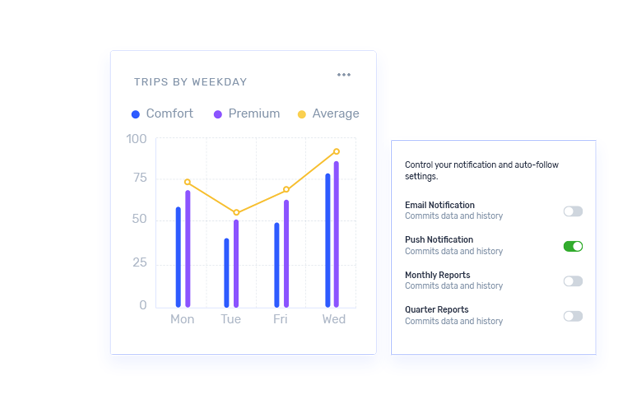 TRIPS BY WEEKDAY
Comfort Premium Average
100
75
50
25
0
Mon Tue Fri Wed
Control your notification and auto-follow
settings.
Email Notification
Commits data and history
Push Notification
Commits data and history
Monthly Reports
Commits data and history
Quarter Reports
Commits data and history